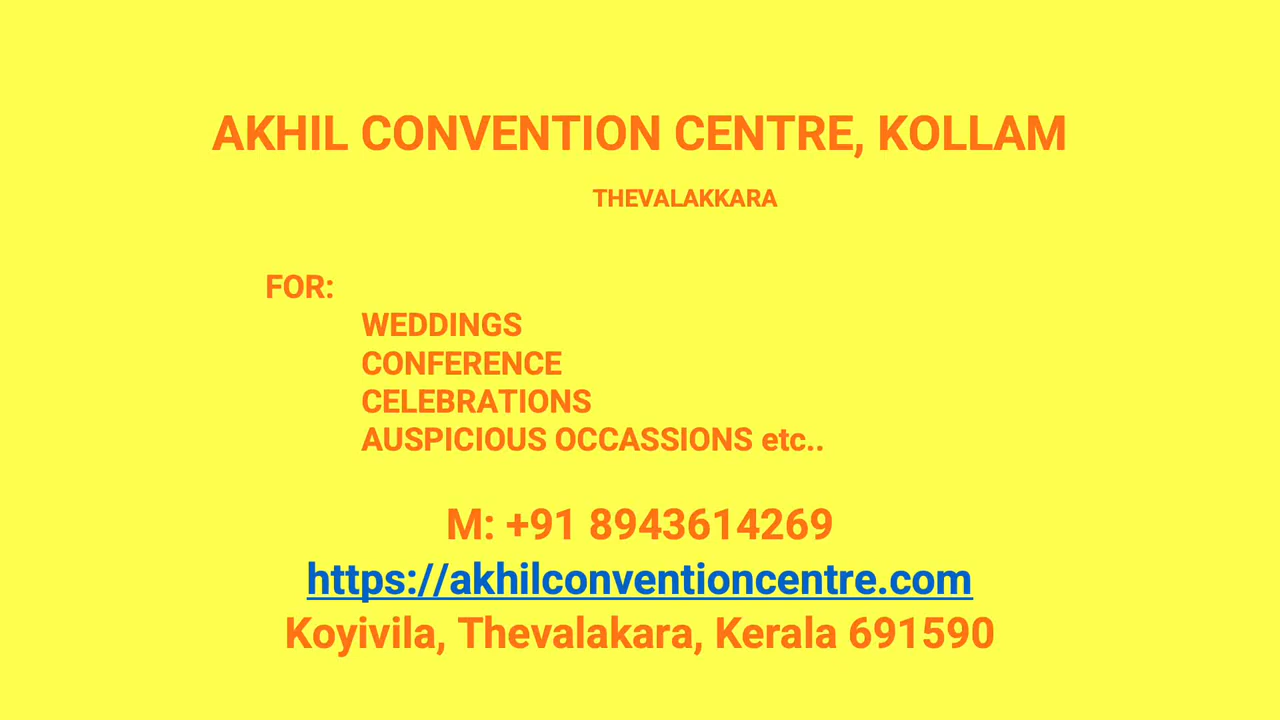 AKHIL CONVENTION CENTRE, KOLLAM
THEVALAKKARA
FOR:
WEDDINGS
CONFERENCE
CELEBRATIONS
AUSPICIOUS OCCASSIONS etc..
M: +91 8943614269
https://akhilconventioncentre.com
Koyivila, Thevalakara, Kerala 691590